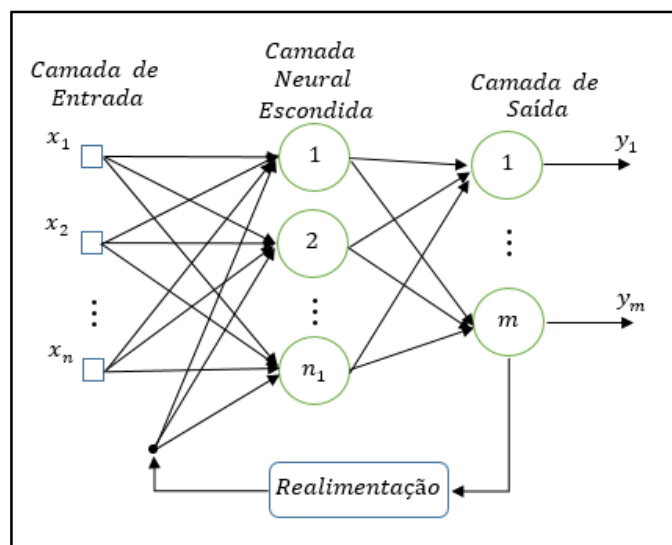 Camada de
Entrada
Camada
Neural
Escondida
Camada de
Saída
x₁
1
1
y₁
x₂
2
⋮
⋮
⋮
xₙ
n₁
m
yₘ
Realimentação